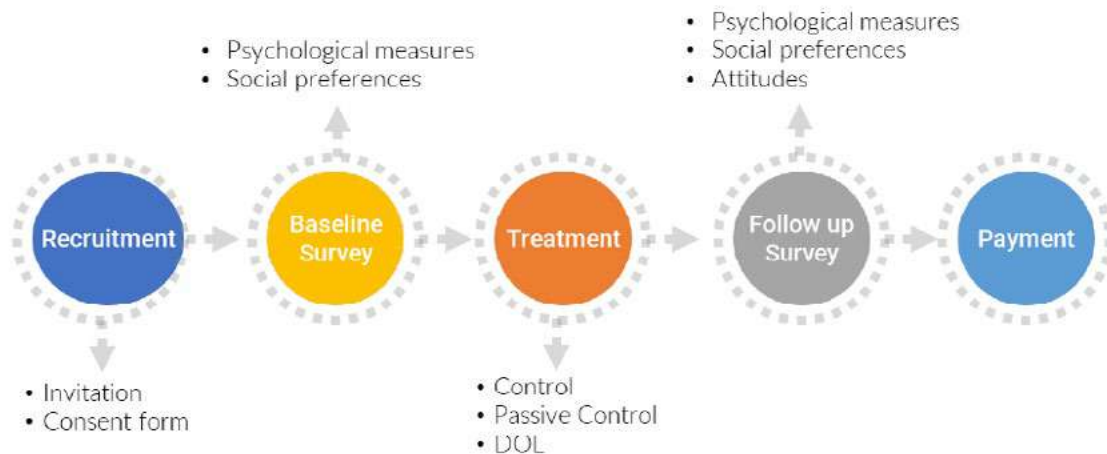 • Psychological measures
• Social preferences
• Psychological measures
• Social preferences
• Attitudes
Recruitment
Baseline
Survey
Treatment
Follow up
Survey
Payment
• Invitation
• Consent form
• Control
• Passive Control
• DOL